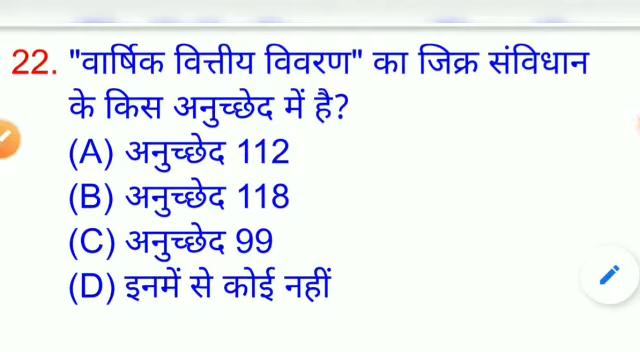 22. "वार्षिक वित्तीय विवरण" का जिक्र संविधान
के किस अनुच्छेद में है?
(A) अनुच्छेद 112
(B) अनुच्छेद 118
(C) अनुच्छेद 99
(D) इनमें से कोई नहीं